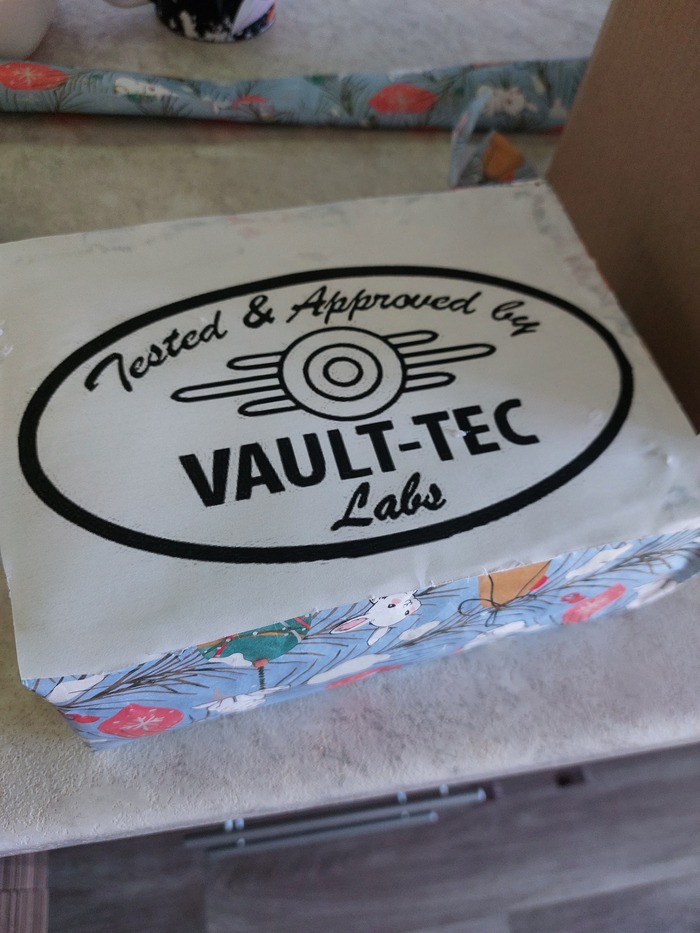 Tested & Approved by
VAULT-TEC
Labs